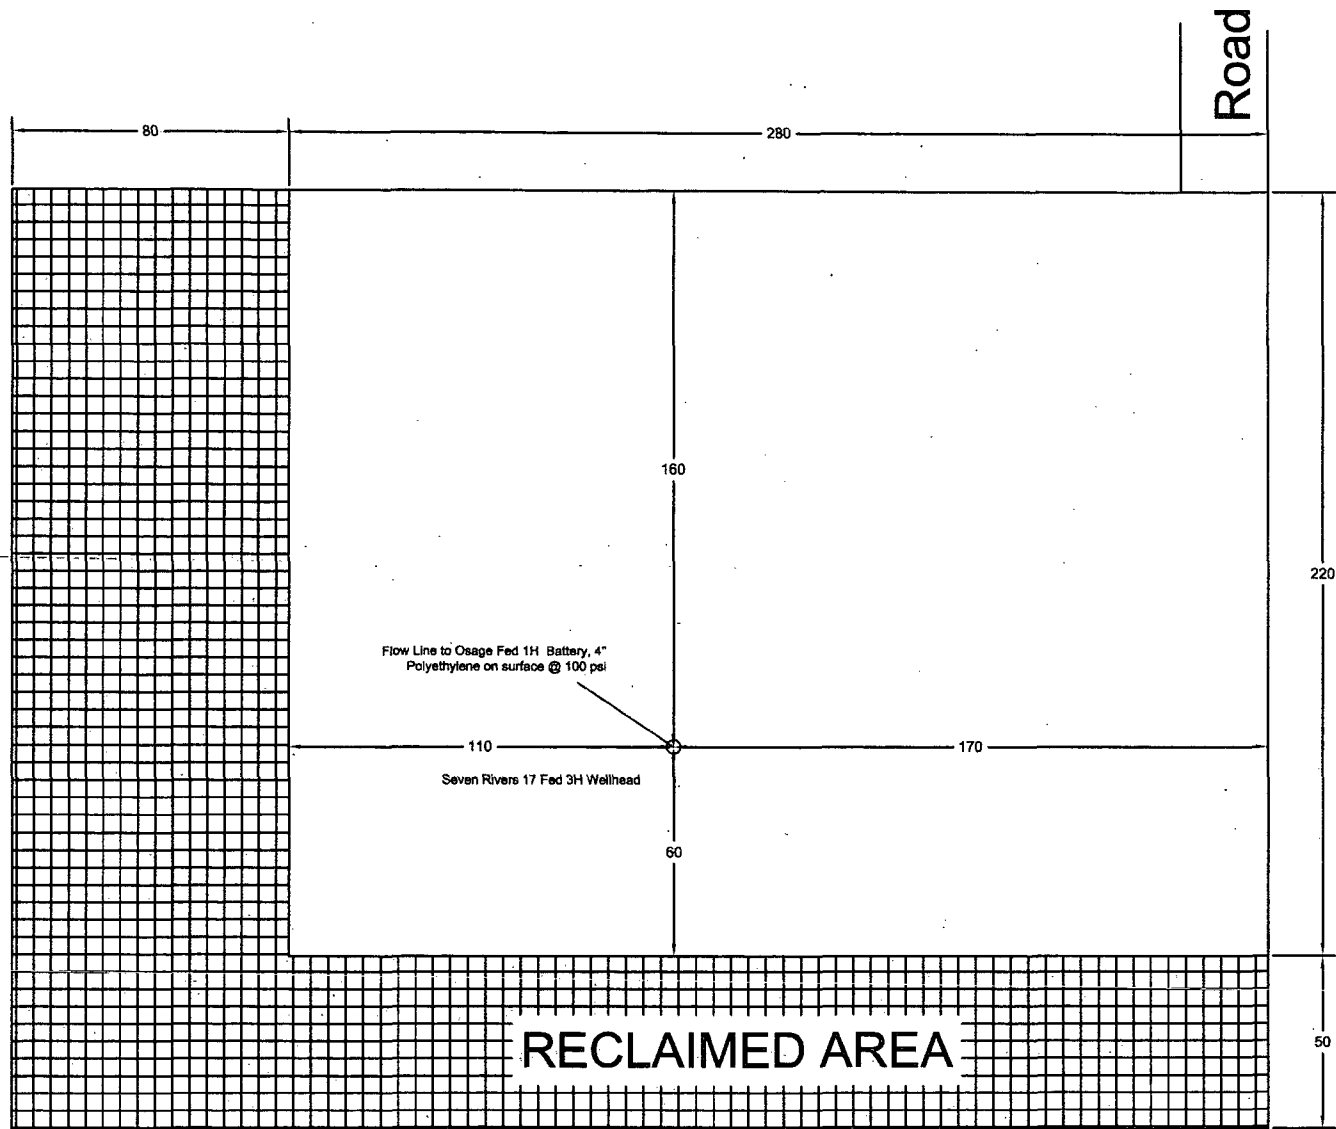 Road
80
280
160
220
Flow Line to Osage Fed 1H Battery, 4"
Polyethylene on surface @ 100 psi
110
170
Seven Rivers 17 Fed 3H Wellhead
60
RECLAIMED AREA
50